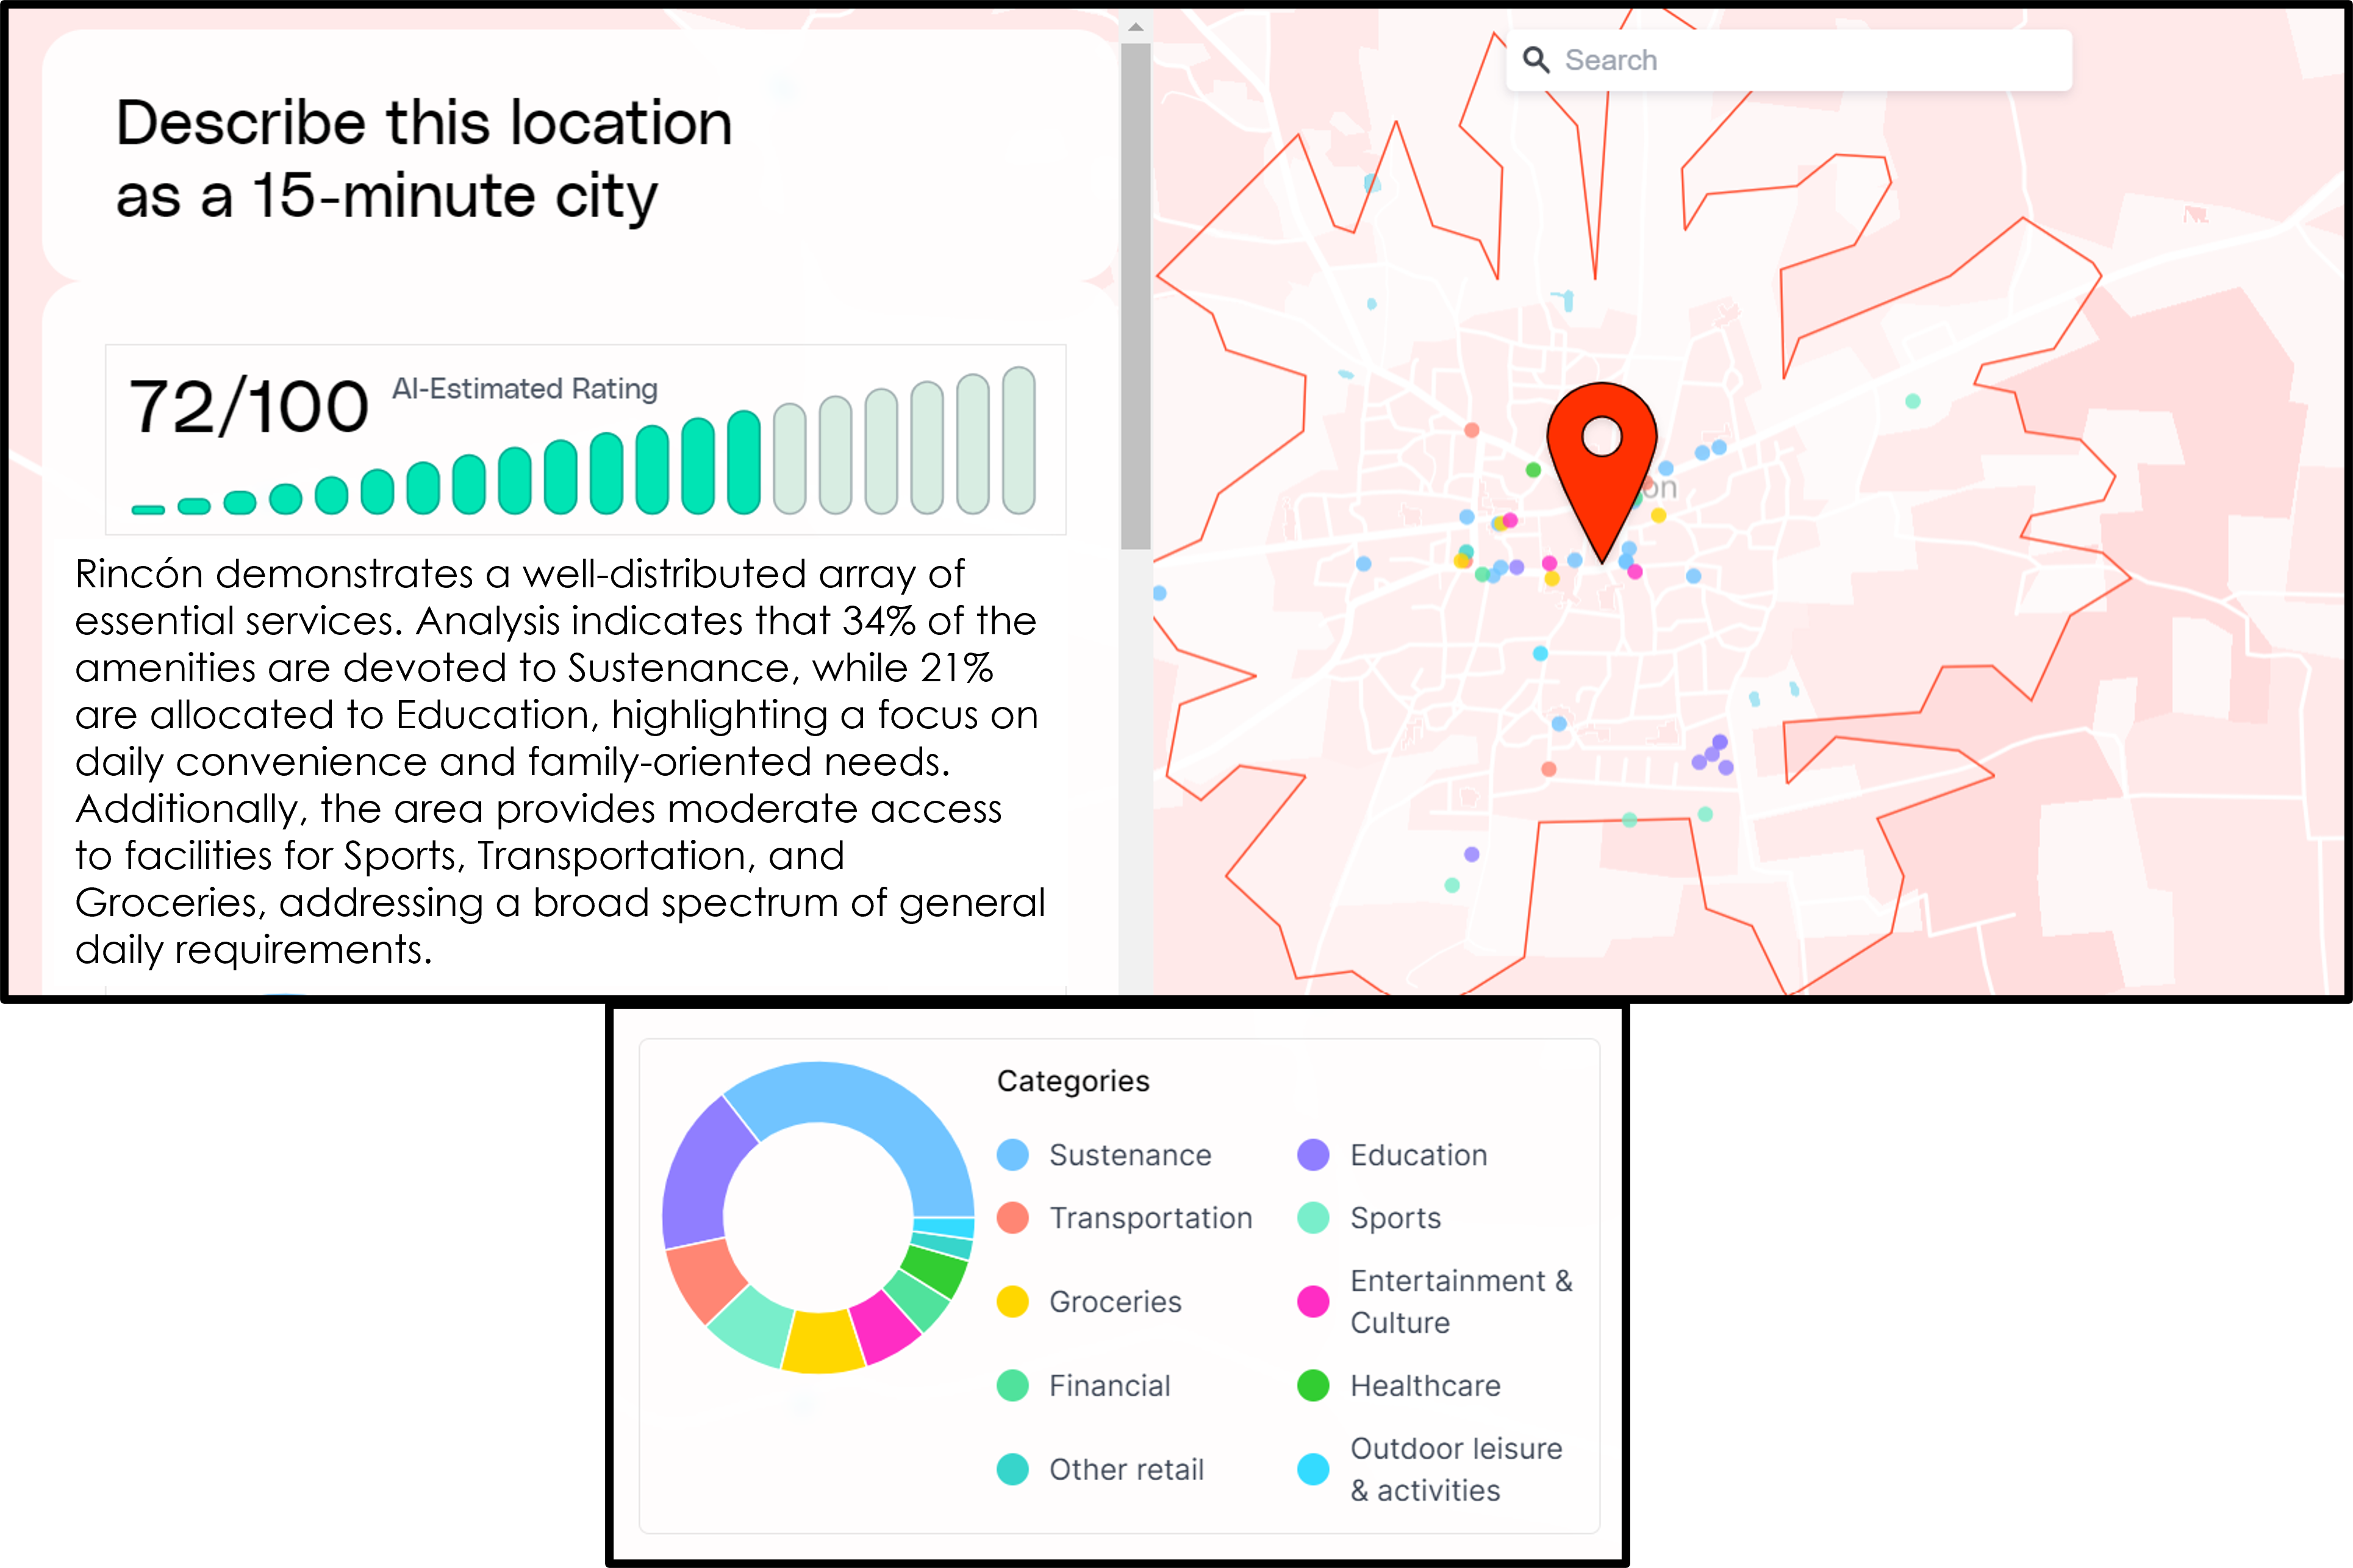 Describe this location
as a 15-minute city
72/100 AI-Estimated Rating
Rincón demonstrates a well-distributed array of
essential services. Analysis indicates that 34% of the
amenities are devoted to Sustenance, while 21%
are allocated to Education, highlighting a focus on
daily convenience and family-oriented needs.
Additionally, the area provides moderate access
to facilities for Sports, Transportation, and
Groceries, addressing a broad spectrum of general
daily requirements.
Search
on
Categories
Sustenance
Education
Transportation
Sports
Groceries
Entertainment &
Culture
Financial
Healthcare
Other retail
Outdoor leisure
& activities